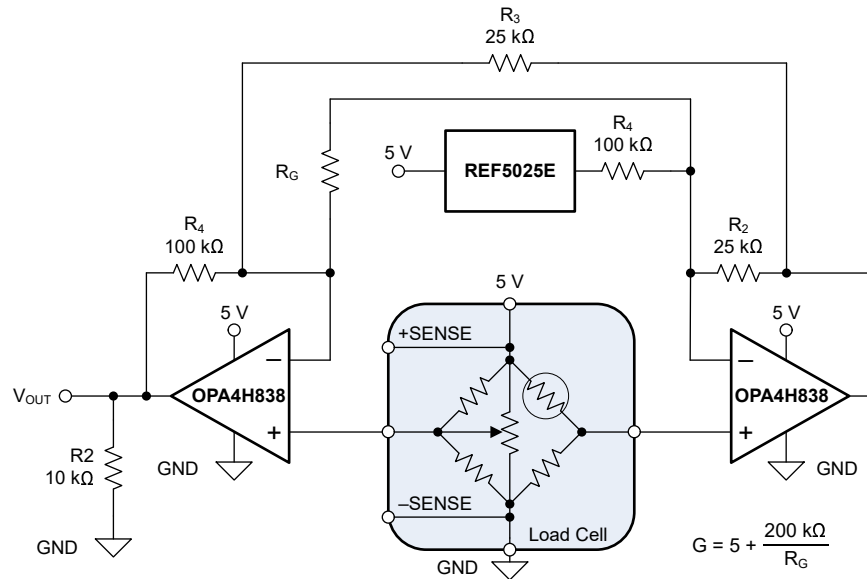 R3
25 kΩ
R4
100 kΩ
5 V
REF5025E
RG
R4
100 kΩ
R2
25 kΩ
5 V
5 V
5 V
+SENSE
OPA4H838
OPA4H838
VOUT
R2
10 kΩ
GND
GND
–SENSE
Load Cell
GND
GND
GND
G = 5 + 200 kΩ / RG